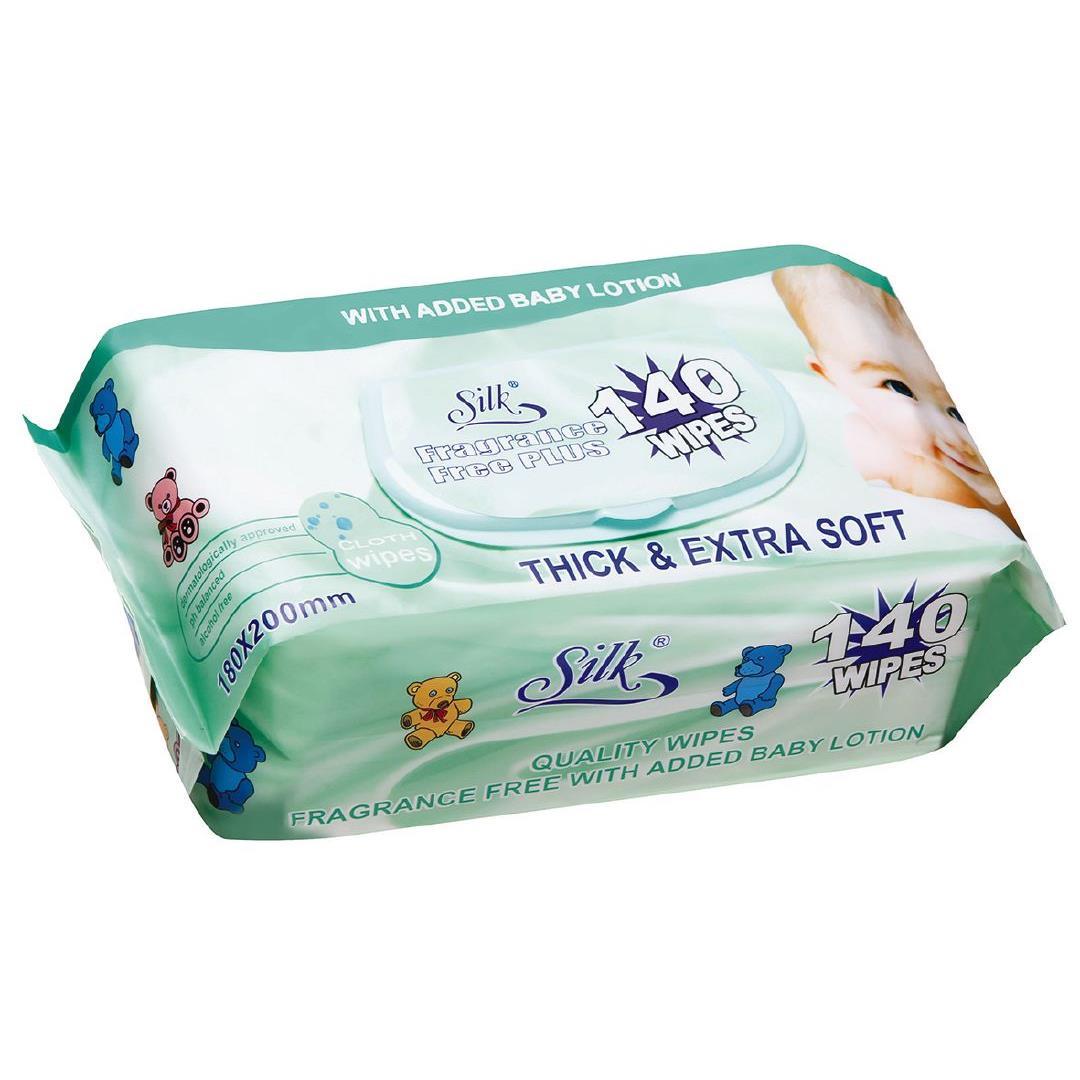 WITH ADDED BABY LOTION
Silk®
Fragrance
Free PLUS
140
WIPES
CLOTH
wipes
dermatologically approved
ph balanced
alcohol free
THICK & EXTRA SOFT
180X200mm
Silk®
140
WIPES
QUALITY WIPES
FRAGRANCE FREE WITH ADDED BABY LOTION